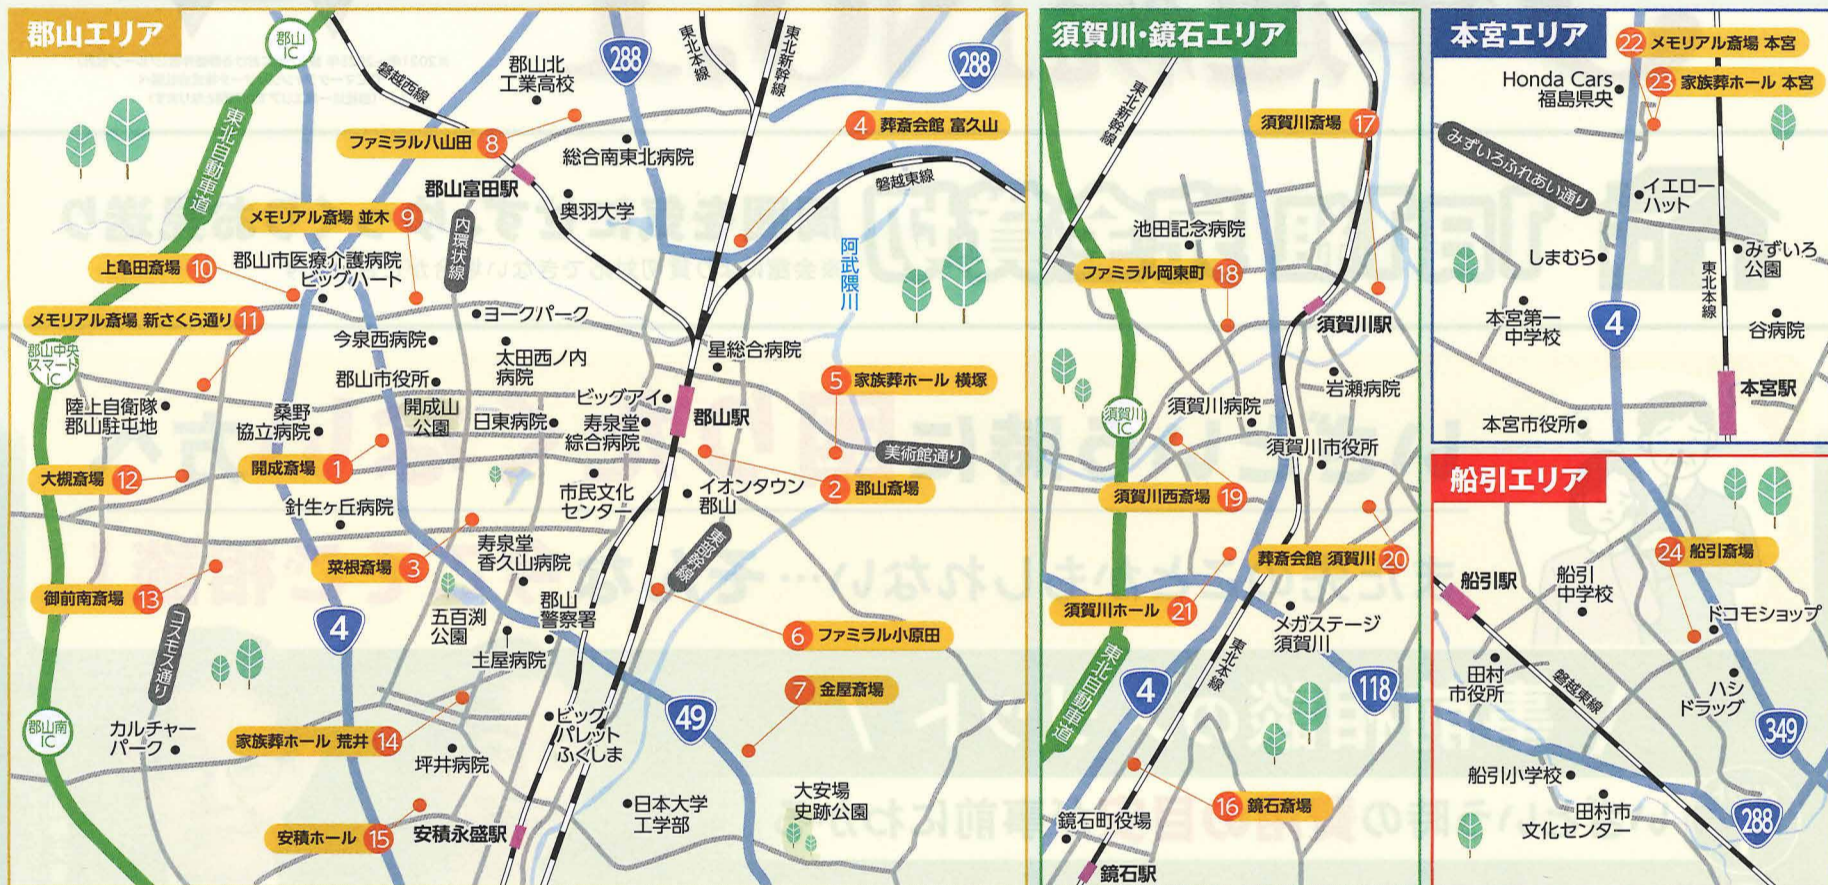 郡山エリア
郡山
IC
東北自動車道
磐越西線
郡山北
工業高校
288
東北本線
東北新幹線
288
ファミラル八山田 8
4 葬斎会館 富久山
総合南東北病院
郡山富田駅
磐越東線
奥羽大学
メモリアル斎場 並木 9
内環状線
阿武隈川
上亀田斎場 10
郡山市医療介護病院
ビッグハート
メモリアル斎場 新さくら通り 11
ヨークパーク
今泉西病院
太田西ノ内
病院
星総合病院
郡山中央
スマート
IC
郡山市役所
5 家族葬ホール 横塚
陸上自衛隊
郡山駐屯地
桑野
協立病院
開成山
公園
日東病院
ビッグアイ
寿泉堂
綜合病院
郡山駅
美術館通り
大槻斎場 12
開成斎場 1
2 郡山斎場
市民文化
センター
イオンタウン
郡山
針生ヶ丘病院
寿泉堂
香久山病院
東部幹線
菜根斎場 3
御前南斎場 13
コスモス通り
4
五百渕
公園
郡山
警察署
土屋病院
6 ファミラル小原田
7 金屋斎場
49
郡山南
IC
カルチャー
パーク
家族葬ホール 荒井 14
坪井病院
ビッグ
パレット
ふくしま
安積ホール 15
安積永盛駅
日本大学
工学部
大安場
史跡公園
須賀川・鏡石エリア
東北新幹線
須賀川斎場 17
池田記念病院
ファミラル岡東町 18
須賀川駅
岩瀬病院
須賀川
IC
須賀川病院
須賀川市役所
須賀川西斎場 19
葬斎会館 須賀川 20
須賀川ホール 21
メガステージ
須賀川
東北自動車道
4
東北本線
118
16 鏡石斎場
鏡石町役場
鏡石駅
本宮エリア
22 メモリアル斎場 本宮
Honda Cars
福島県央
23 家族葬ホール 本宮
みずいろふれあい通り
イエロー
ハット
しまむら
みずいろ
公園
東北本線
本宮第一
中学校
4
谷病院
本宮駅
本宮市役所
船引エリア
24 船引斎場
船引駅
船引
中学校
ドコモショップ
田村
市役所
磐越東線
ハシ
ドラッグ
349
船引小学校
田村市
文化センター
288